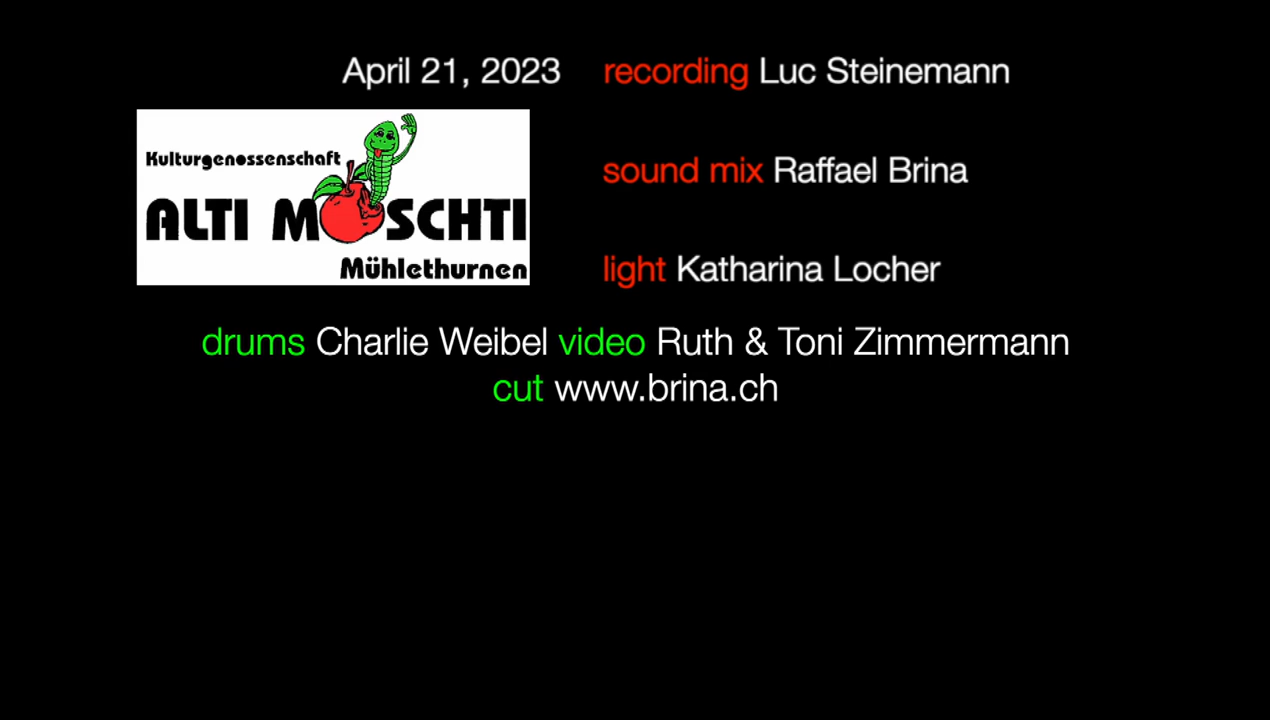 April 21, 2023 recording Luc Steinemann
Kulturgenossenschaft
ALTI MOSCHTI
Mühlethurnen
sound mix Raffael Brina
light Katharina Locher
drums Charlie Weibel video Ruth & Toni Zimmermann
cut www.brina.ch